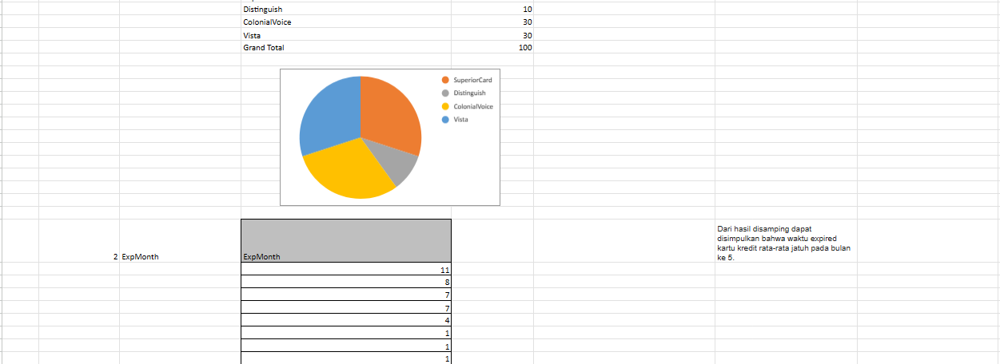 Distinguish 10
ColonialVoice 30
Vista 30
Grand Total 100
SuperiorCard
Distinguish
ColonialVoice
Vista
Dari hasil disamping dapat
disimpulkan bahwa waktu expired
kartu kredit rata-rata jatuh pada bulan
ke 5.
2 ExpMonth ExpMonth
11
8
7
7
4
1
1
1